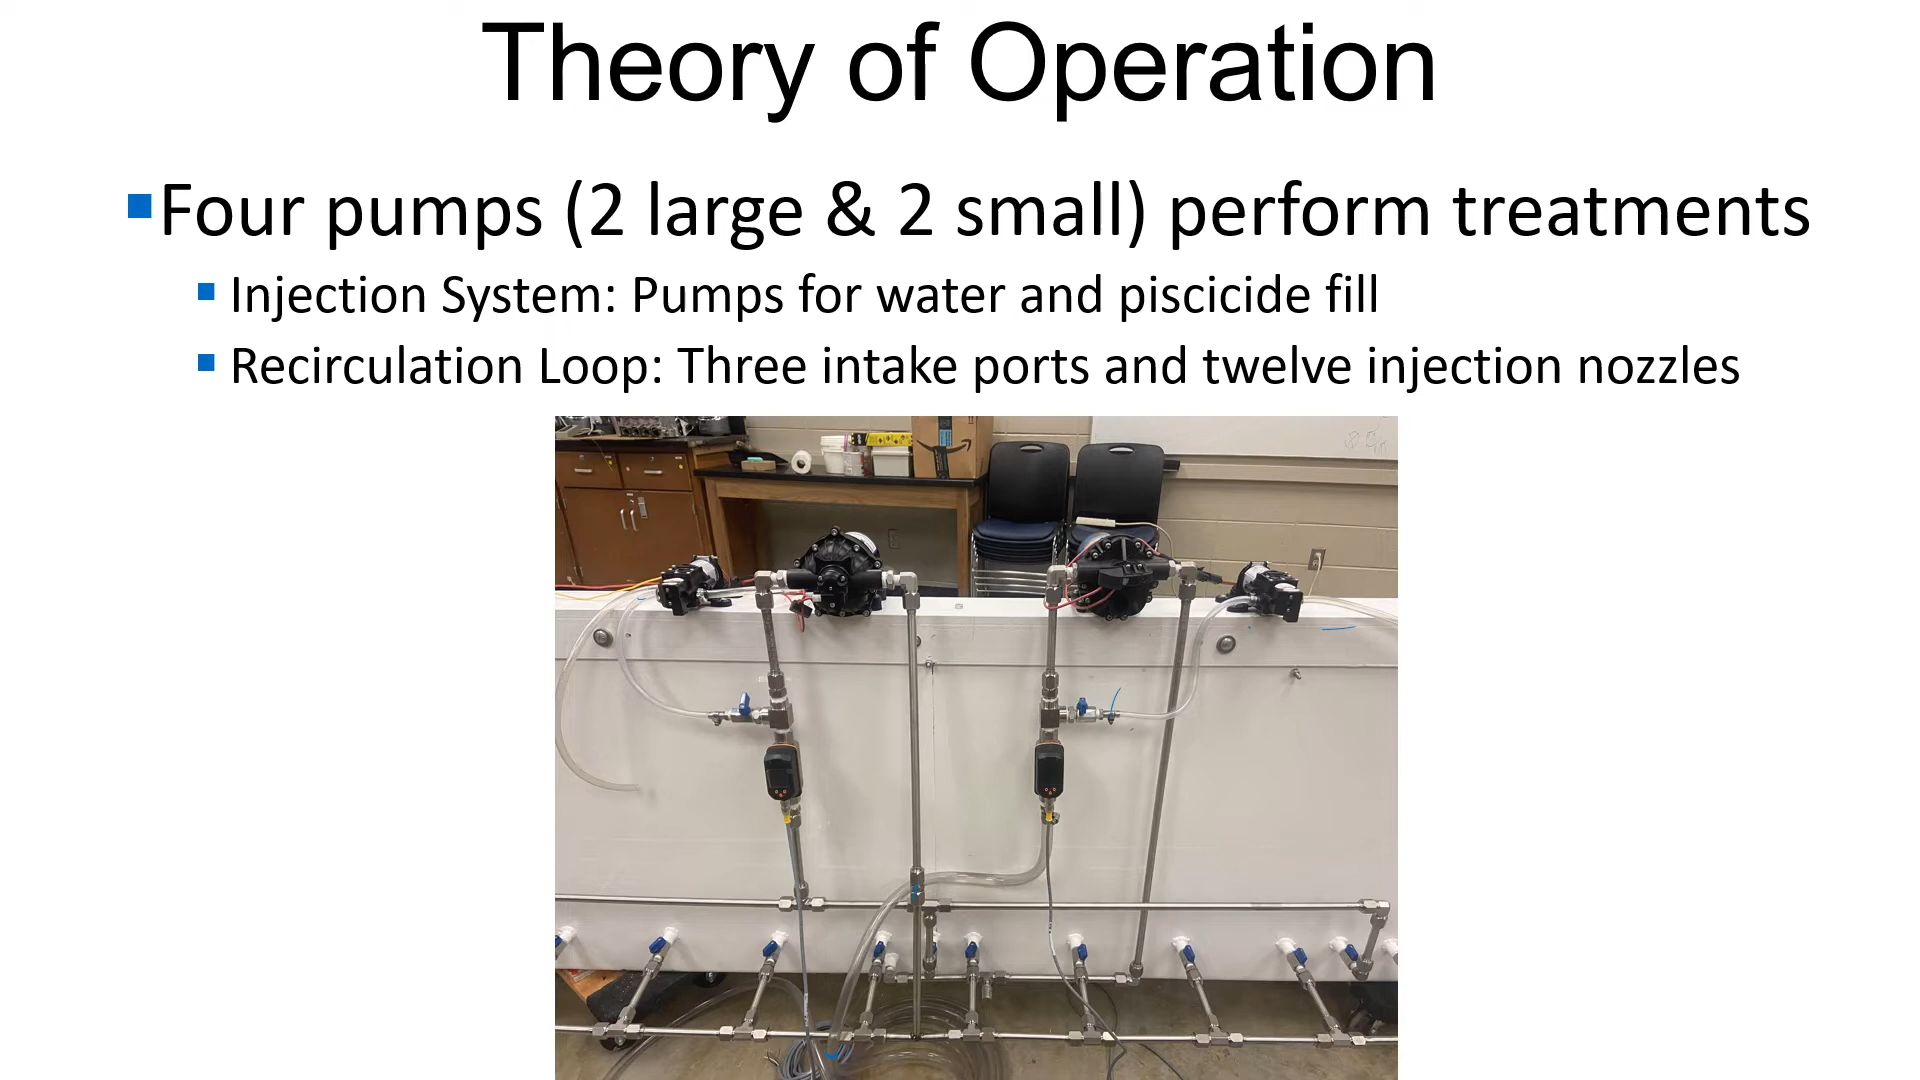 Theory of Operation
Four pumps (2 large & 2 small) perform treatments
Injection System: Pumps for water and piscicide fill
Recirculation Loop: Three intake ports and twelve injection nozzles